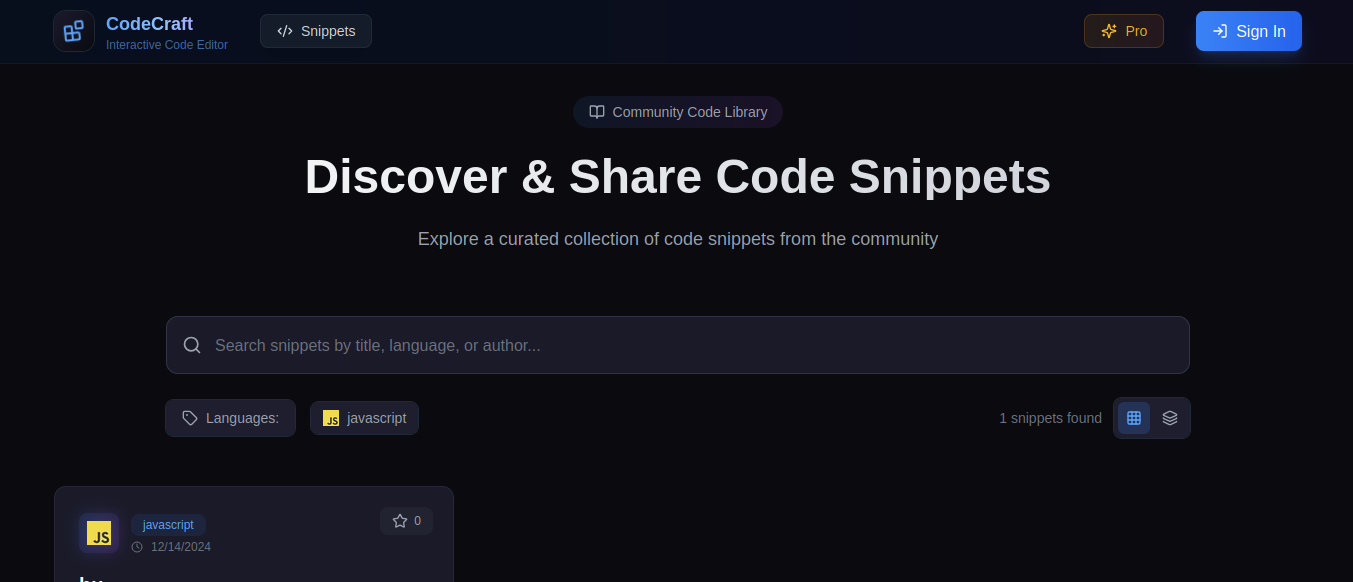 CodeCraft
Interactive Code Editor
Snippets
Pro
Sign In
Community Code Library
Discover & Share Code Snippets
Explore a curated collection of code snippets from the community
Search snippets by title, language, or author...
Languages:
JS javascript
1 snippets found
JS
javascript
0
12/14/2024